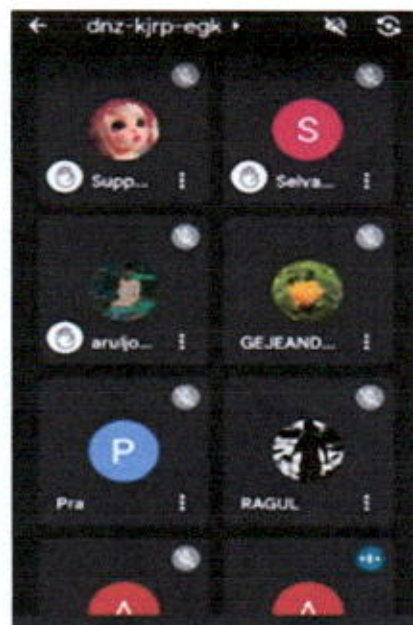 dnz-kjrp-egk
Supp... Selva...
S
aruljo... GEJEAND...
P
Pra RAGUL
A A